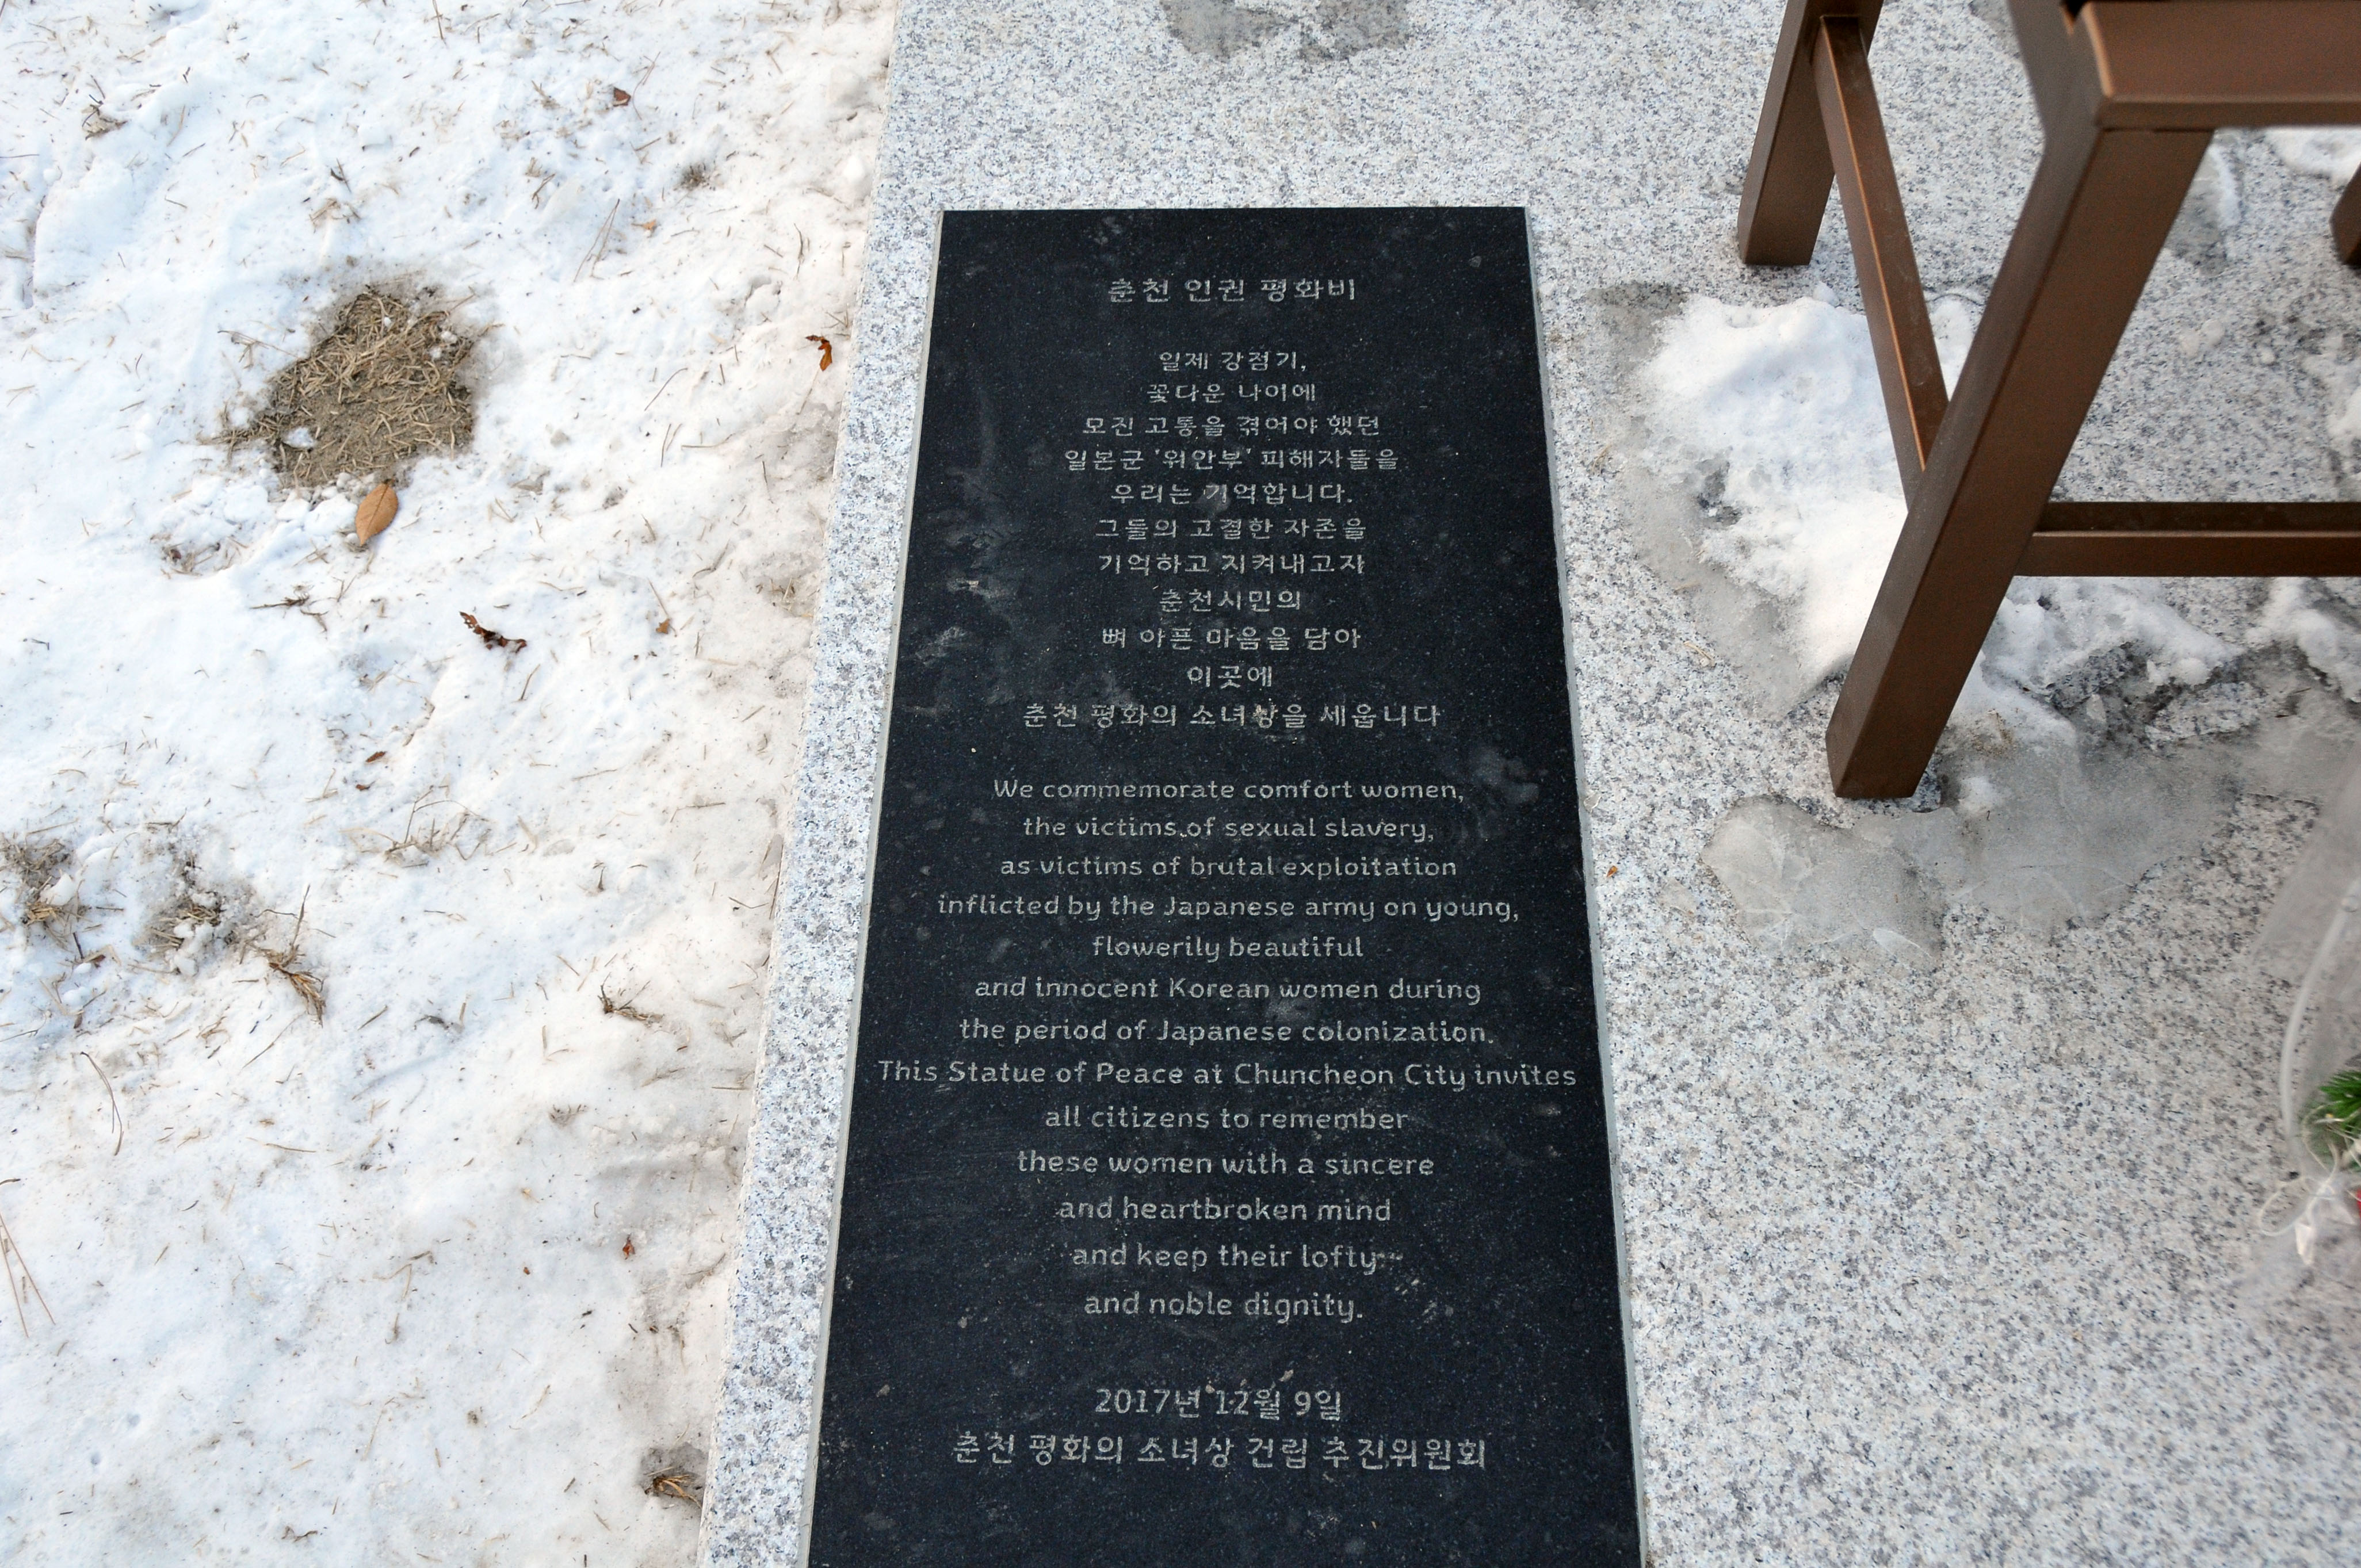 춘천 인권 평화비
일제 강점기,
꽃다운 나이에
모진 고통을 겪어야 했던
일본군 '위안부' 피해자들을
우리는 기억합니다.
그들의 고결한 자존을
기억하고 지켜내고자
춘천시민의
뼈 아픈 마음을 담아
이곳에
춘천 평화의 소녀상을 세웁니다
We commemorate comfort women,
the victims of sexual slavery,
as victims of brutal exploitation
inflicted by the Japanese army on young,
flowerily beautiful
and innocent Korean women during
the period of Japanese colonization.
This Statue of Peace at Chuncheon City invites
all citizens to remember
these women with a sincere
and heartbroken mind
and keep their lofty
and noble dignity.
2017년 12월 9일
춘천 평화의 소녀상 건립 추진위원회